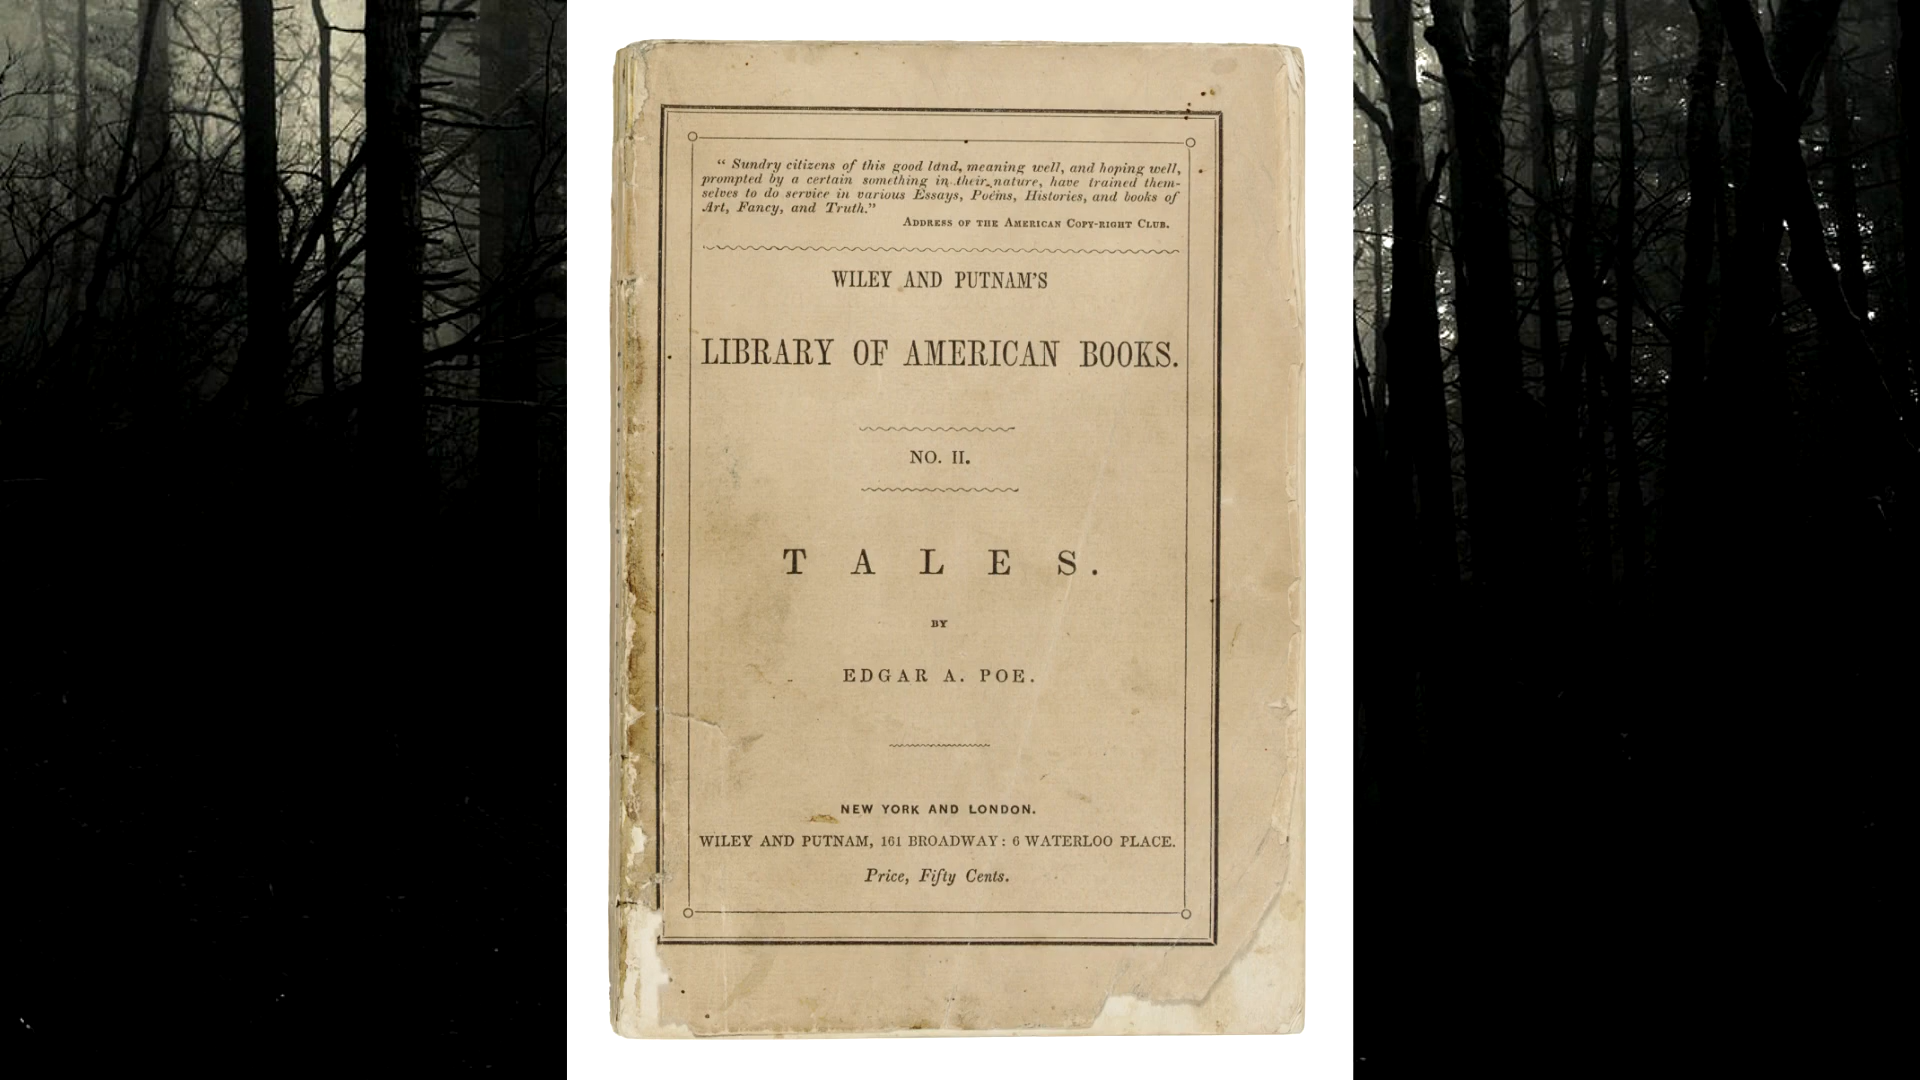 “ Sundry citizens of this good land, meaning well, and hoping well,
prompted by a certain something in their nature, have trained them-
selves to do service in various Essays, Poems, Histories, and books of
Art, Fancy, and Truth.”
ADDRESS OF THE AMERICAN COPY-RIGHT CLUB.
WILEY AND PUTNAM'S
LIBRARY OF AMERICAN BOOKS.
NO. II.
TALES.
BY
EDGAR A. POE.
NEW YORK AND LONDON.
WILEY AND PUTNAM, 161 BROADWAY : 6 WATERLOO PLACE.
Price, Fifty Cents.